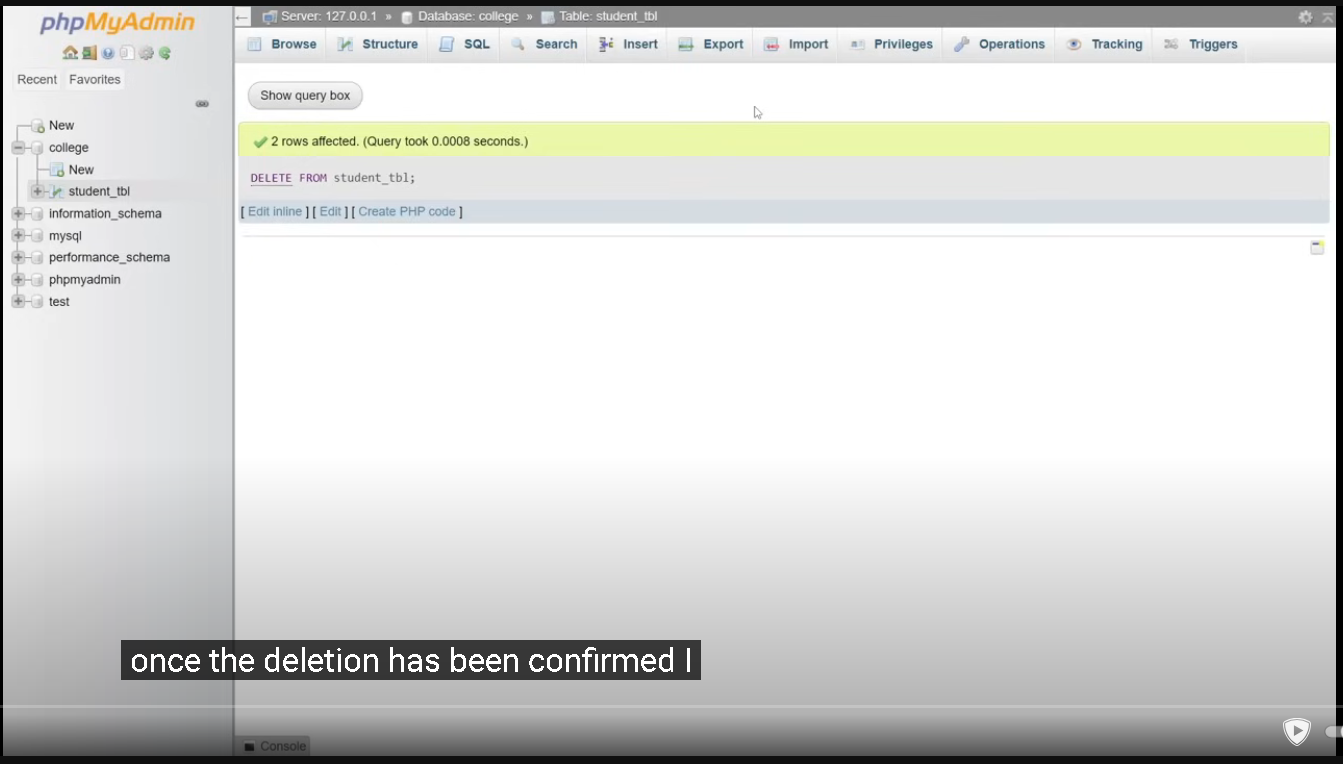 phpMyAdmin
Server: 127.0.0.1 » Database: college » Table: student_tbl
Browse Structure SQL Search Insert Export Import Privileges Operations Tracking Triggers
Recent Favorites
Show query box
New
college
New
student_tbl
information_schema
mysql
performance_schema
phpmyadmin
test
2 rows affected. (Query took 0.0008 seconds.)
DELETE FROM student_tbl;
[ Edit inline ] [ Edit ] [ Create PHP code ]
once the deletion has been confirmed I
Console